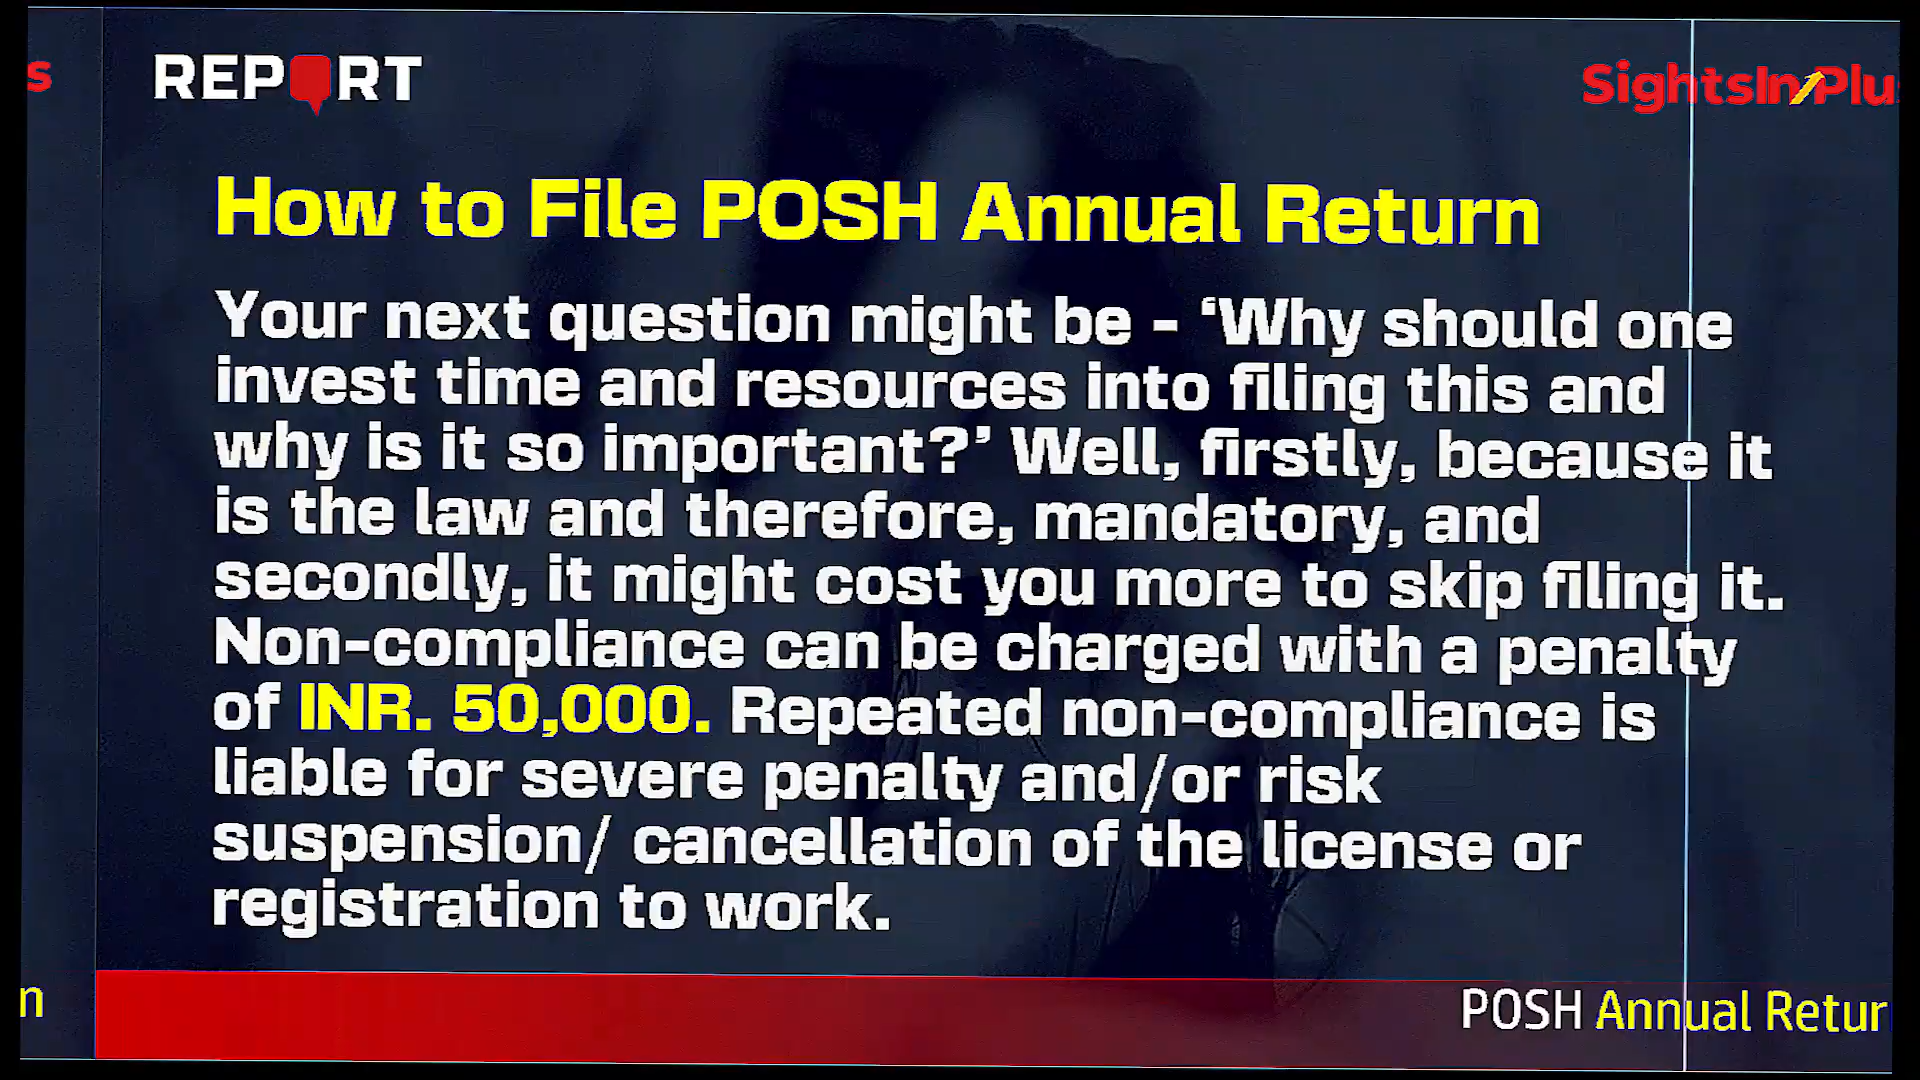 s
REPORT
SightsInPlu
How to File POSH Annual Return
Your next question might be - ‘Why should one
invest time and resources into filing this and
why is it so important?’ Well, firstly, because it
is the law and therefore, mandatory, and
secondly, it might cost you more to skip filing it.
Non-compliance can be charged with a penalty
of INR. 50,000. Repeated non-compliance is
liable for severe penalty and/or risk
suspension/ cancellation of the license or
registration to work.
n
POSH Annual Retur